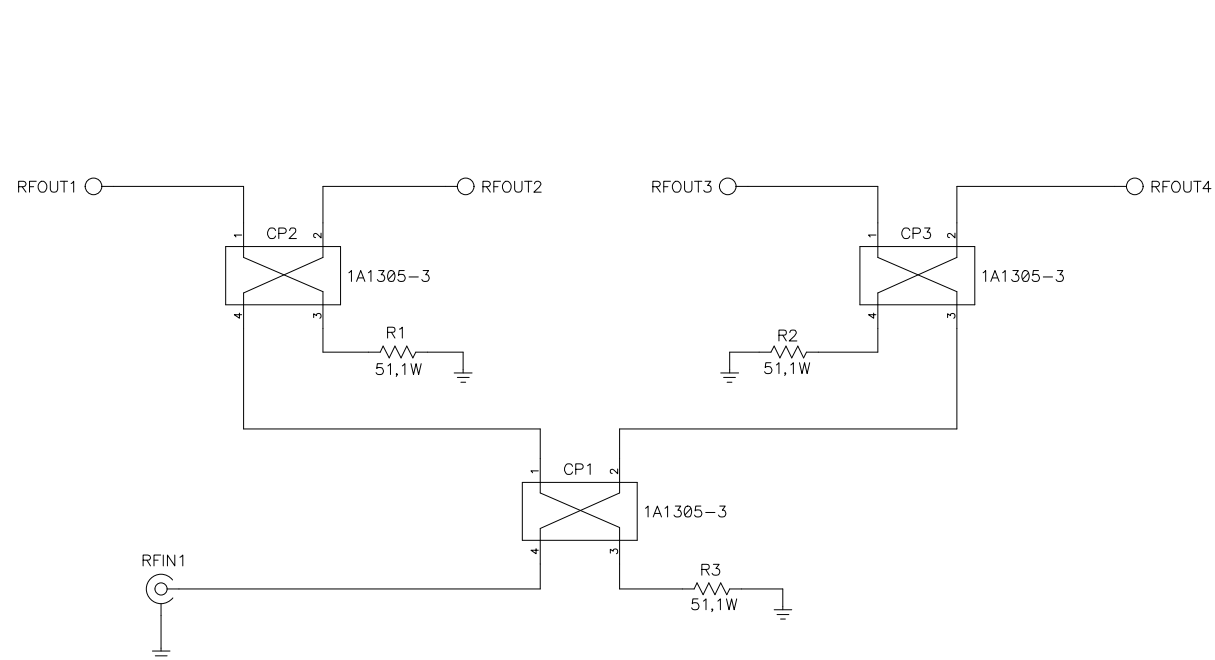 RFOUT1
RFOUT2
RFOUT3
RFOUT4
1
CP2
2
1
CP3
2
1A1305-3
1A1305-3
4
3
4
3
R1
51,1W
R2
51,1W
1
CP1
2
1A1305-3
4
3
RFIN1
R3
51,1W